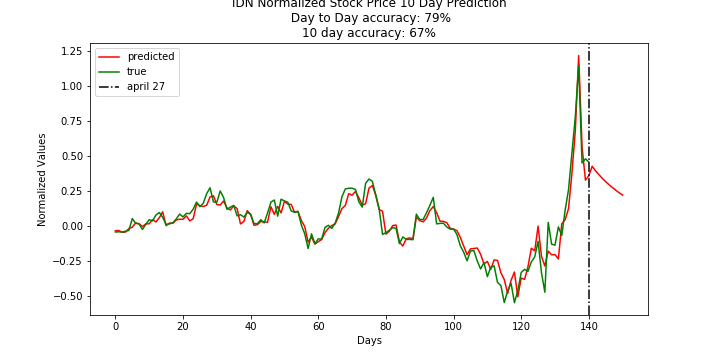 IDN Normalized Stock Price 10 Day Prediction
Day to Day accuracy: 79%
10 day accuracy: 67%
predicted
true
april 27
1.25
1.00
0.75
0.50
0.25
0.00
−0.25
−0.50
Normalized Values
0 20 40 60 80 100 120 140
Days